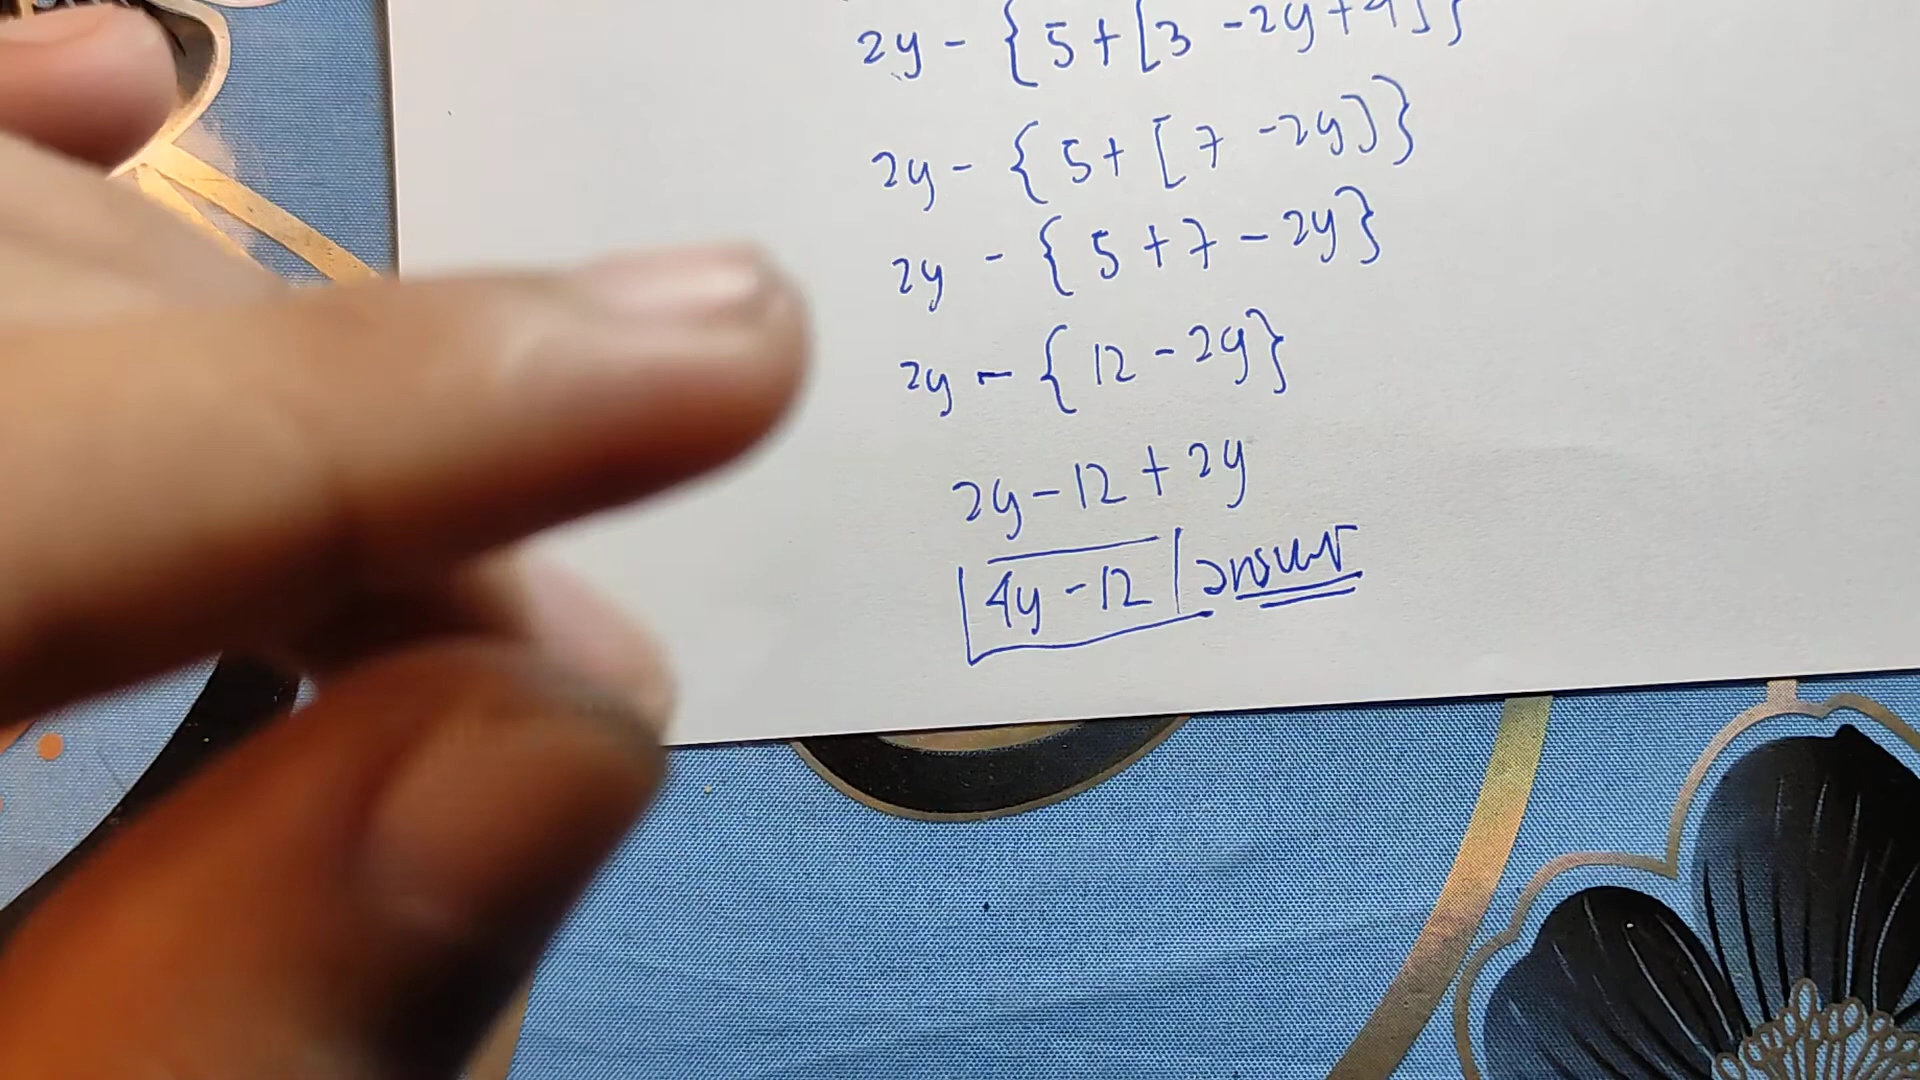 2y - {5+[3 -2y+4]}
2y - {5+[7 -2y]}
2y - {5+7-2y}
2y - {12-2y}
2y-12+2y
4y-12 answer